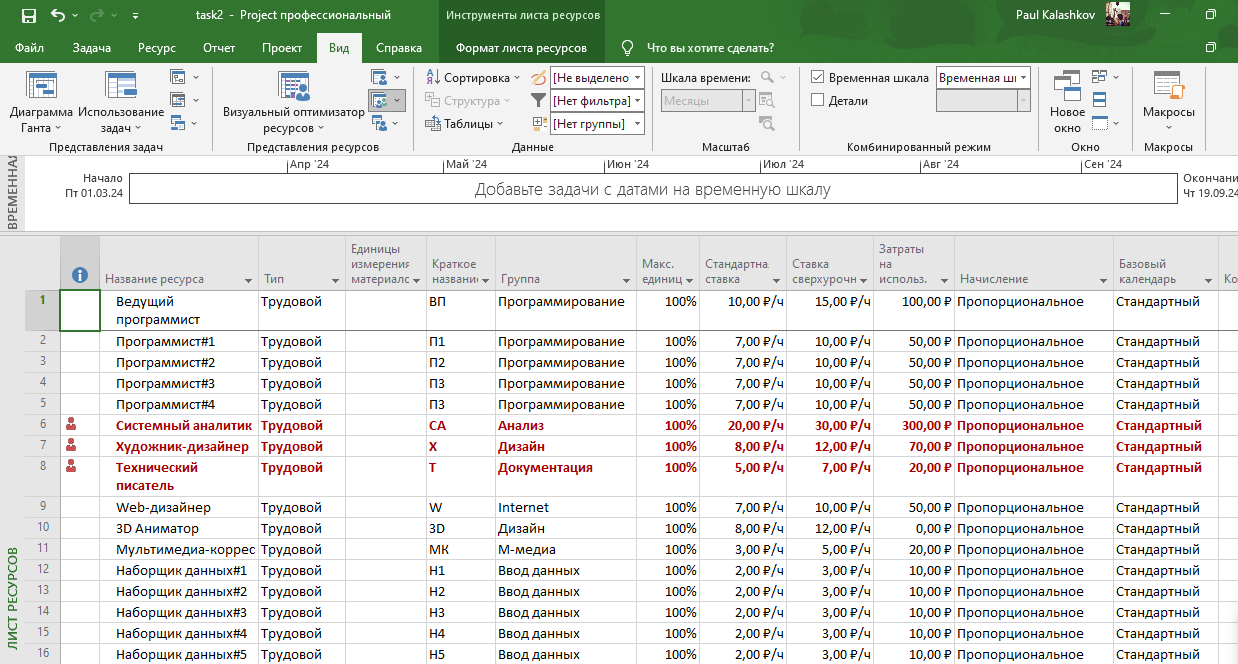 task2 - Project профессиональный
Инструменты листа ресурсов
Paul Kalashkov
Файл Задача Ресурс Отчет Проект Вид Справка Формат листа ресурсов Что вы хотите сделать?
Диаграмма Ганта
Использование задач
Представления задач
Визуальный оптимизатор ресурсов
Представления ресурсов
Сортировка
Структура
Таблицы
[Не выделено
[Нет фильтра]
[Нет группы]
Данные
Шкала времени:
Месяцы
Масштаб
Временная шкала Временная ш
Детали
Комбинированный режим
Новое окно
Окно
Макросы
Макросы
ВРЕМЕННАЯ
Апр '24 Май '24 Июн '24 Июл '24 Авг '24 Сен '24
Начало
Пт 01.03.24
Добавьте задачи с датами на временную шкалу
Окончани
Чт 19.09.24
ЛИСТ РЕСУРСОВ
Название ресурса Тип Единицы измерения материалс Краткое названи Группа Макс. единиц Стандартна ставка Ставка сверхурочн Затраты на использ. Начисление Базовый календарь Ко
1 Ведущий программист Трудовой ВП Программирование 100% 10,00 ₽/ч 15,00 ₽/ч 100,00 ₽ Пропорциональное Стандартный
2 Программист#1 Трудовой П1 Программирование 100% 7,00 ₽/ч 10,00 ₽/ч 50,00 ₽ Пропорциональное Стандартный
3 Программист#2 Трудовой П2 Программирование 100% 7,00 ₽/ч 10,00 ₽/ч 50,00 ₽ Пропорциональное Стандартный
4 Программист#3 Трудовой П3 Программирование 100% 7,00 ₽/ч 10,00 ₽/ч 50,00 ₽ Пропорциональное Стандартный
5 Программист#4 Трудовой П3 Программирование 100% 7,00 ₽/ч 10,00 ₽/ч 50,00 ₽ Пропорциональное Стандартный
6 Системный аналитик Трудовой СА Анализ 100% 20,00 ₽/ч 30,00 ₽/ч 300,00 ₽ Пропорциональное Стандартный
7 Художник-дизайнер Трудовой Х Дизайн 100% 8,00 ₽/ч 12,00 ₽/ч 70,00 ₽ Пропорциональное Стандартный
8 Технический писатель Трудовой Т Документация 100% 5,00 ₽/ч 7,00 ₽/ч 20,00 ₽ Пропорциональное Стандартный
9 Web-дизайнер Трудовой W Internet 100% 7,00 ₽/ч 10,00 ₽/ч 50,00 ₽ Пропорциональное Стандартный
10 3D Аниматор Трудовой 3D Дизайн 100% 8,00 ₽/ч 12,00 ₽/ч 0,00 ₽ Пропорциональное Стандартный
11 Мультимедиа-коррес Трудовой МК М-медиа 100% 3,00 ₽/ч 5,00 ₽/ч 20,00 ₽ Пропорциональное Стандартный
12 Наборщик данных#1 Трудовой Н1 Ввод данных 100% 2,00 ₽/ч 3,00 ₽/ч 10,00 ₽ Пропорциональное Стандартный
13 Наборщик данных#2 Трудовой Н2 Ввод данных 100% 2,00 ₽/ч 3,00 ₽/ч 10,00 ₽ Пропорциональное Стандартный
14 Наборщик данных#3 Трудовой Н3 Ввод данных 100% 2,00 ₽/ч 3,00 ₽/ч 10,00 ₽ Пропорциональное Стандартный
15 Наборщик данных#4 Трудовой Н4 Ввод данных 100% 2,00 ₽/ч 3,00 ₽/ч 10,00 ₽ Пропорциональное Стандартный
16 Наборщик данных#5 Трудовой Н5 Ввод данных 100% 2,00 ₽/ч 3,00 ₽/ч 10,00 ₽ Пропорциональное Стандартный